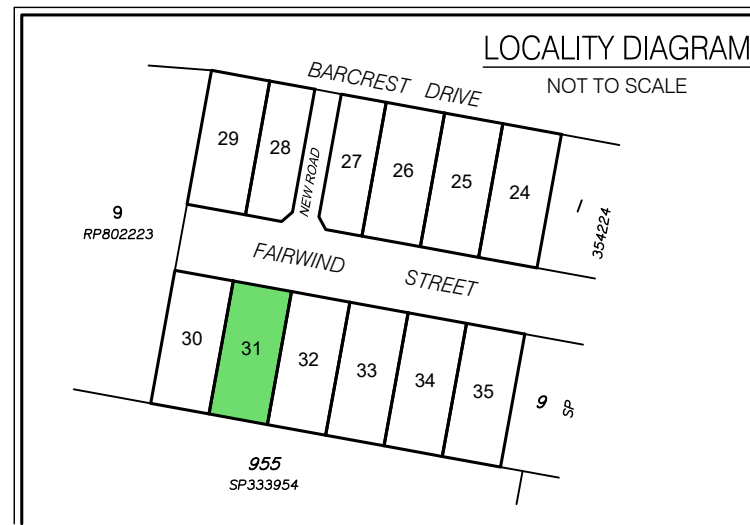 LOCALITY DIAGRAM
NOT TO SCALE
BARCREST DRIVE
29
28
NEW ROAD
27
26
25
24
1
354224
9
RP802223
FAIRWIND STREET
30
31
32
33
34
35
9
SP
955
SP333954